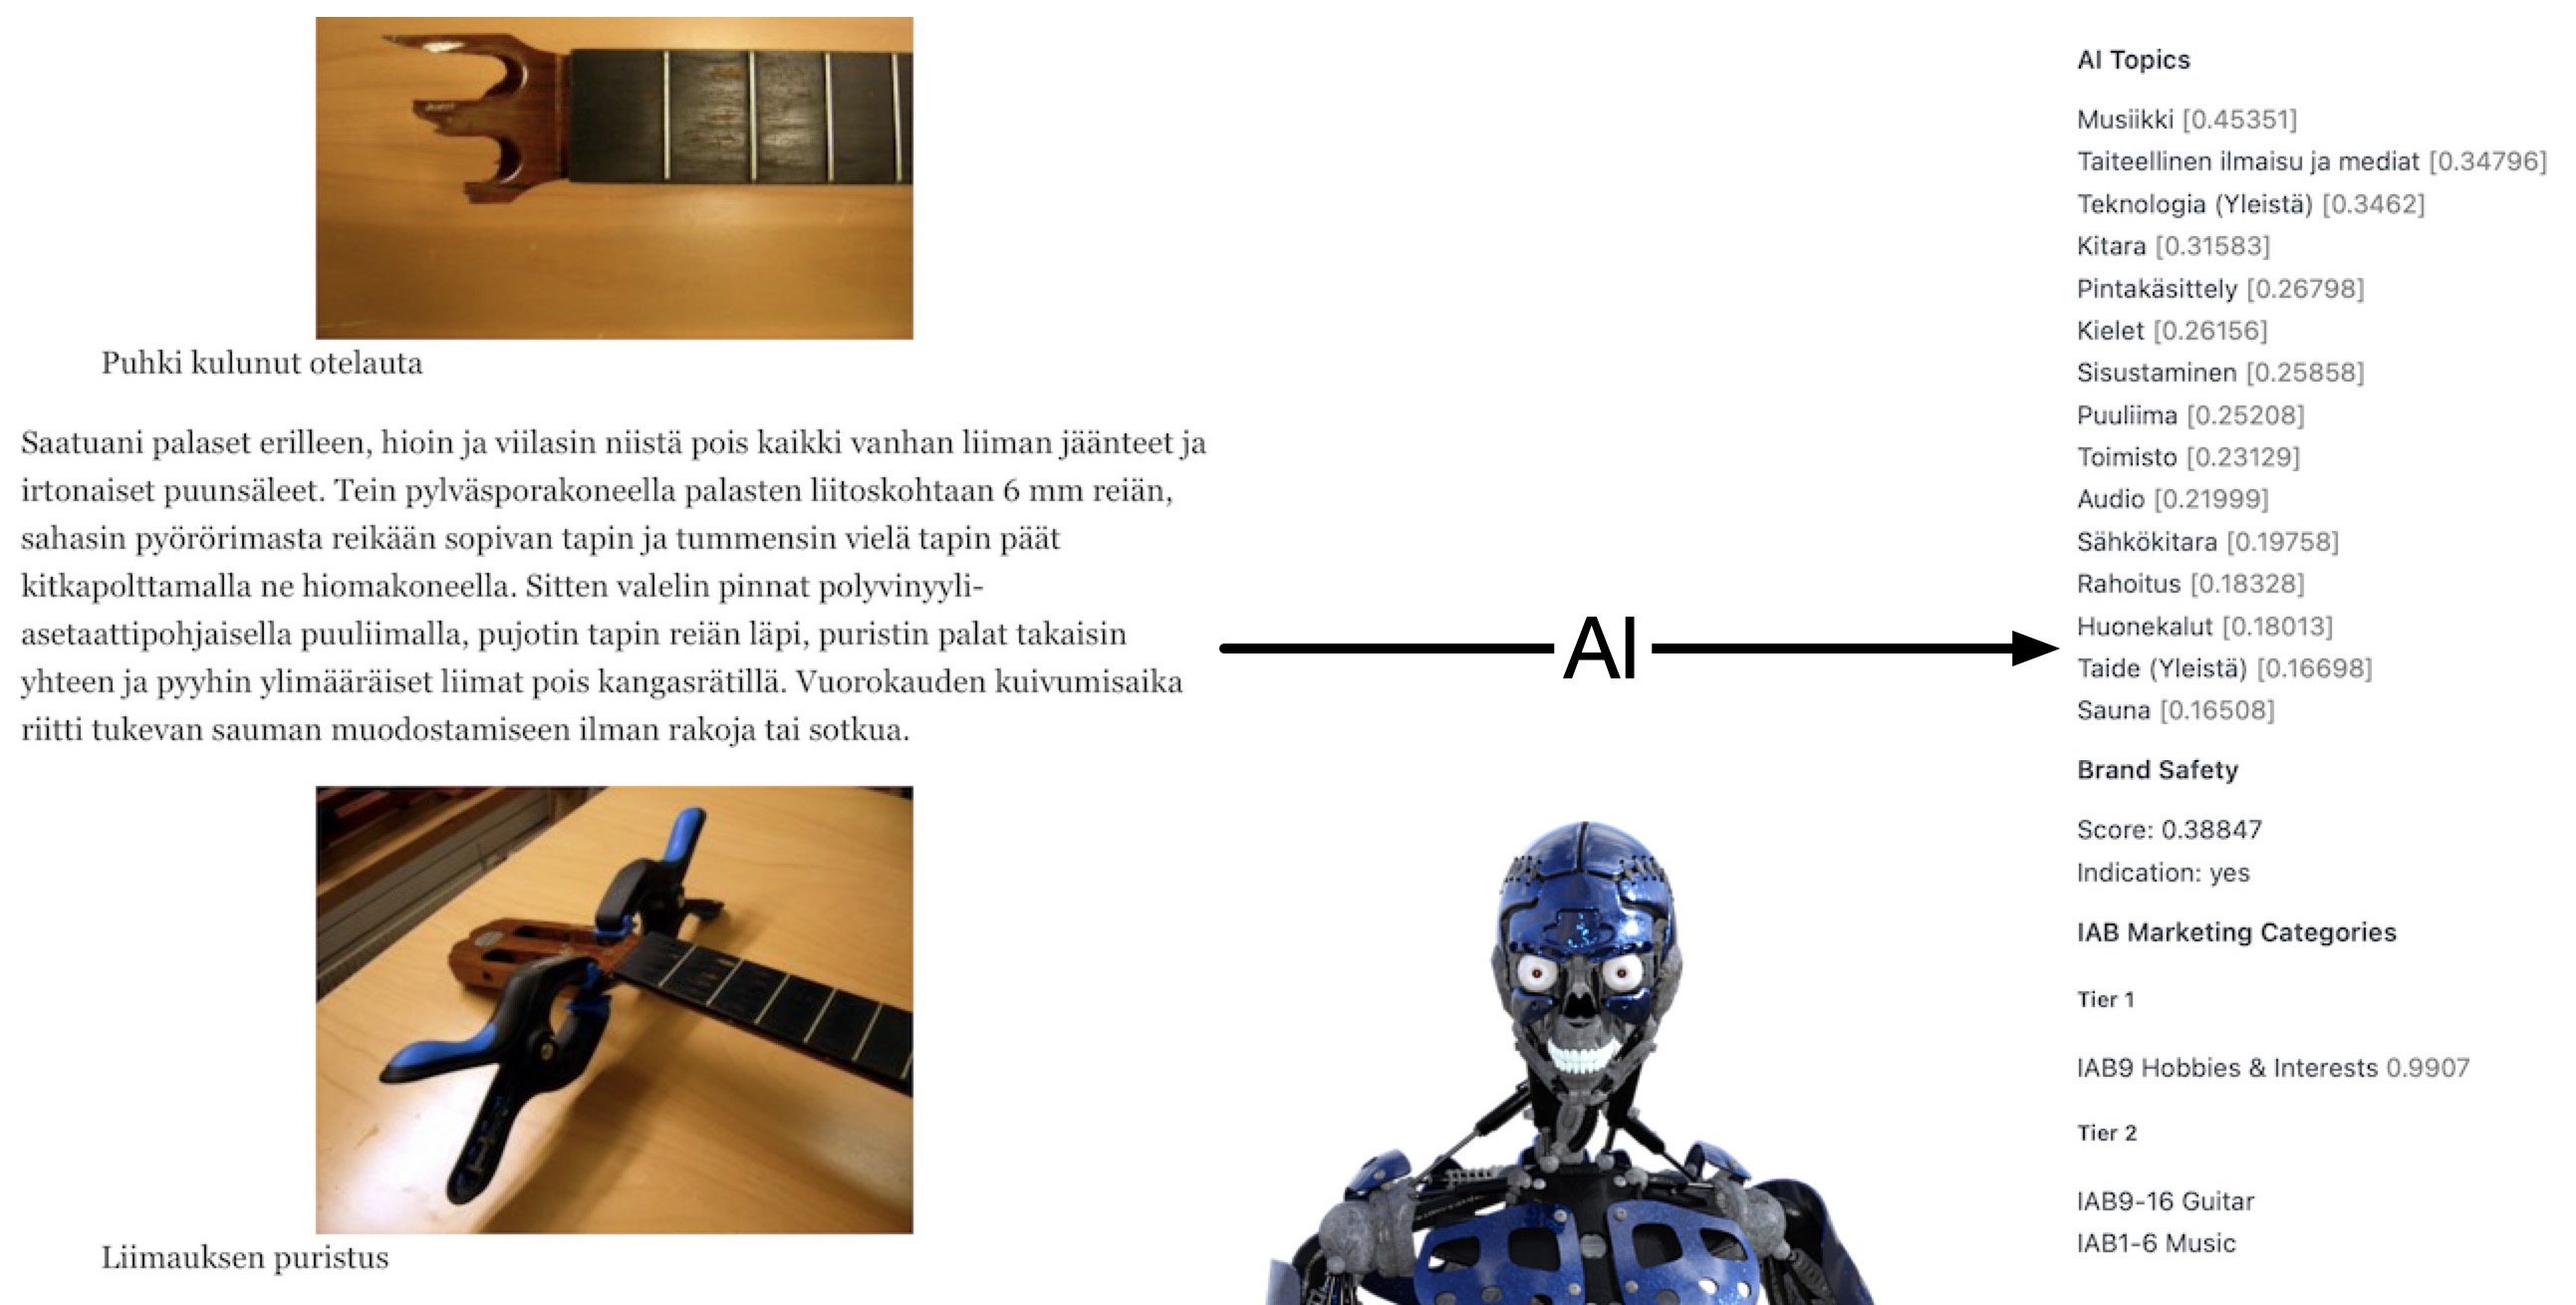 Puhki kulunut otelauta
Saatuani palaset erilleen, hioin ja viilasin niistä pois kaikki vanhan liiman jäänteet ja
irtonaiset puunsäleet. Tein pylväsporakoneella palasten liitoskohtaan 6 mm reiän,
sahasin pyörörimasta reikään sopivan tapin ja tummensin vielä tapin päät
kitkapolttamalla ne hiomakoneella. Sitten valelin pinnat polyvinyyli-
asetaattipohjaisella puuliimalla, pujotin tapin reiän läpi, puristin palat takaisin
yhteen ja pyyhin ylimääräiset liimat pois kangasrätillä. Vuorokauden kuivumisaika
riitti tukevan sauman muodostamiseen ilman rakoja tai sotkua.
Liimauksen puristus
AI
AI Topics
Musiikki [0.45351]
Taiteellinen ilmaisu ja mediat [0.34796]
Teknologia (Yleistä) [0.3462]
Kitara [0.31583]
Pintakäsittely [0.26798]
Kielet [0.26156]
Sisustaminen [0.25858]
Puuliima [0.25208]
Toimisto [0.23129]
Audio [0.21999]
Sähkökitara [0.19758]
Rahoitus [0.18328]
Huonekalut [0.18013]
Taide (Yleistä) [0.16698]
Sauna [0.16508]
Brand Safety
Score: 0.38847
Indication: yes
IAB Marketing Categories
Tier 1
IAB9 Hobbies & Interests 0.9907
Tier 2
IAB9-16 Guitar
IAB1-6 Music